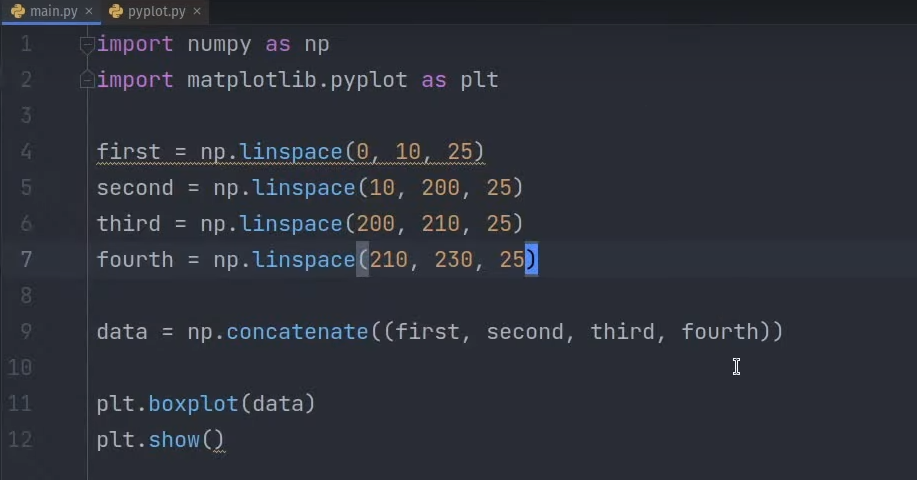 main.py × pyplot.py ×
1 import numpy as np
2 import matplotlib.pyplot as plt
3
4 first = np.linspace(0, 10, 25)
5 second = np.linspace(10, 200, 25)
6 third = np.linspace(200, 210, 25)
7 fourth = np.linspace(210, 230, 25)
8
9 data = np.concatenate((first, second, third, fourth))
10
11 plt.boxplot(data)
12 plt.show()